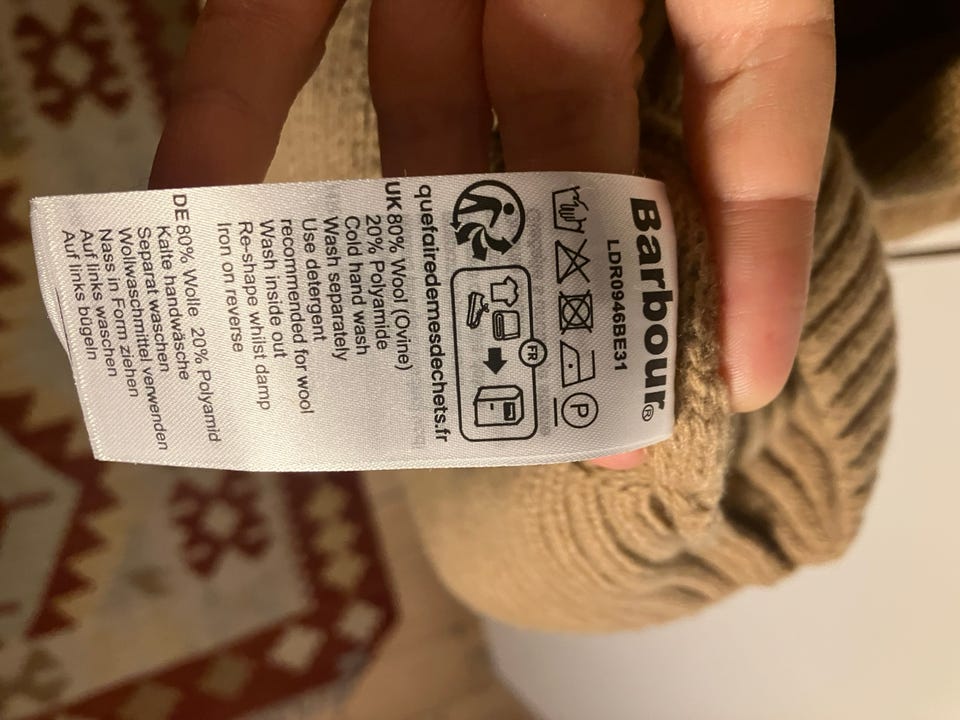 Barbour®
LDR0946BE31
P
FR
quefairedemesdechets.fr
UK 80% Wool (Ovine)
20% Polyamide
Cold hand wash
Wash separately
Use detergent
recommended for wool
Wash inside out
Re-shape whilst damp
Iron on reverse
DE 80% Wolle 20% Polyamid
Kalte handwäsche
Separat waschen
Wollwaschmittel verwenden
Nass in Form ziehen
Auf links waschen
Auf links bügeln